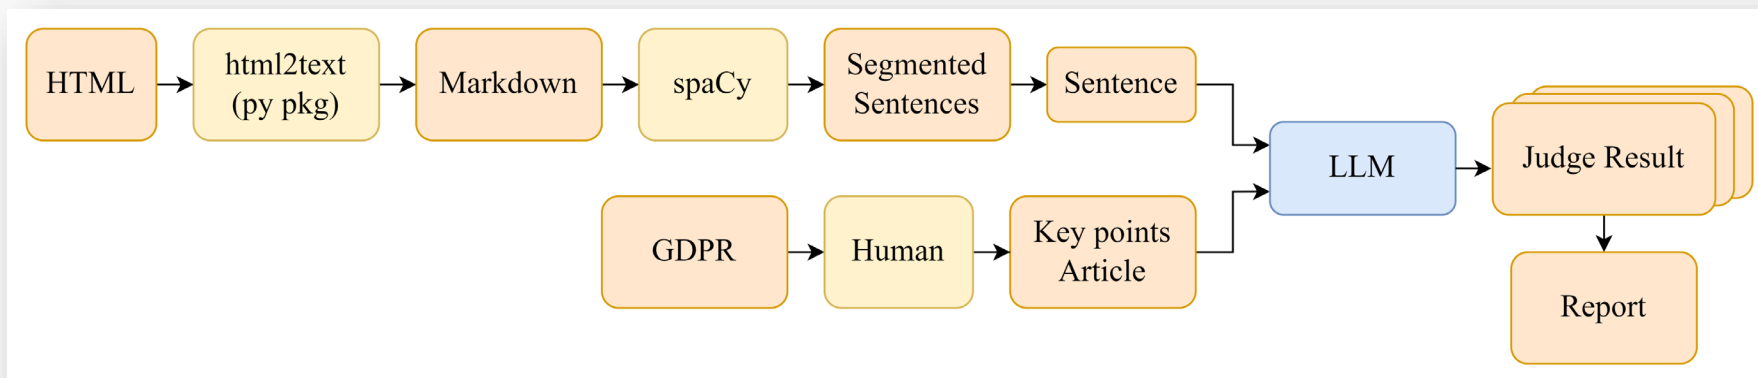 HTML
html2text
(py pkg)
Markdown
spaCy
Segmented
Sentences
Sentence
GDPR
Human
Key points
Article
LLM
Judge Result
Report